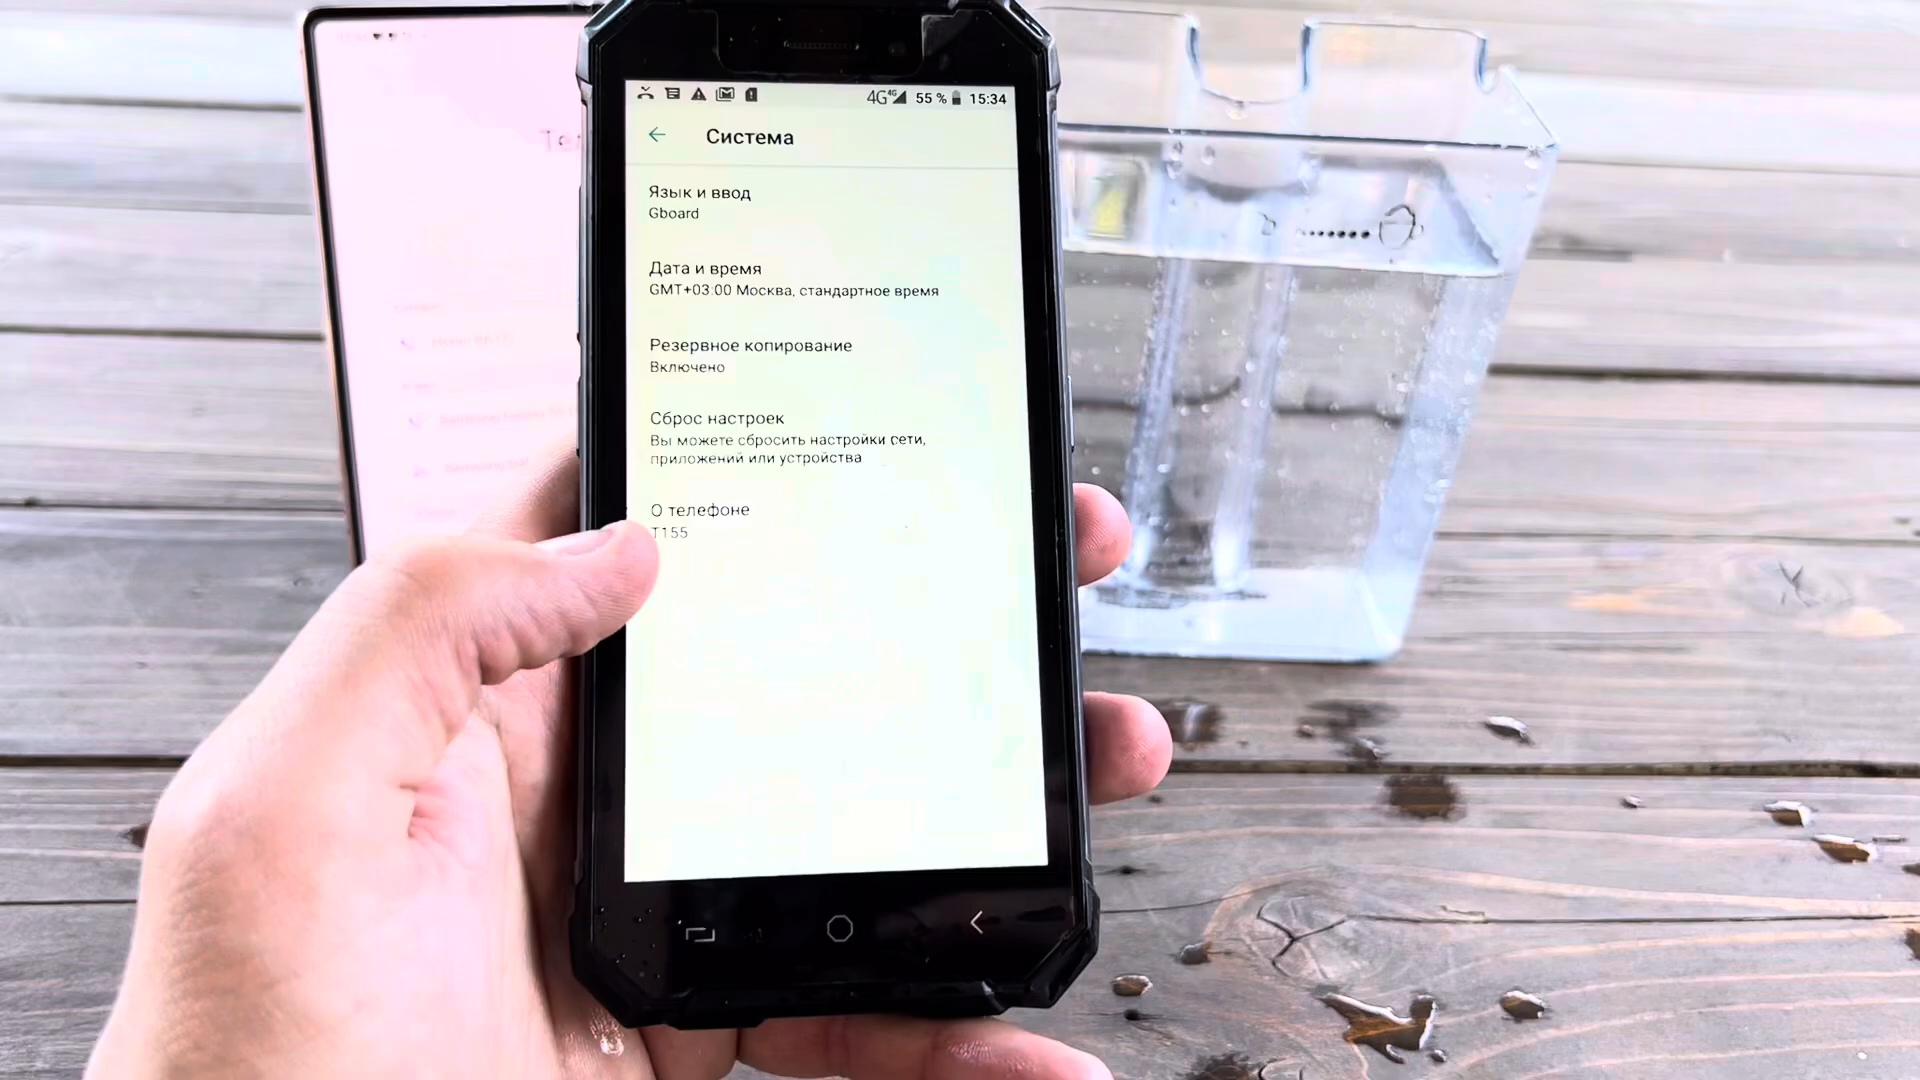 4G 4G 55 % 15:34
Система
Язык и ввод
Gboard
Дата и время
GMT+03:00 Москва, стандартное время
Резервное копирование
Включено
Сброс настроек
Вы можете сбросить настройки сети,
приложений или устройства
О телефоне
T155